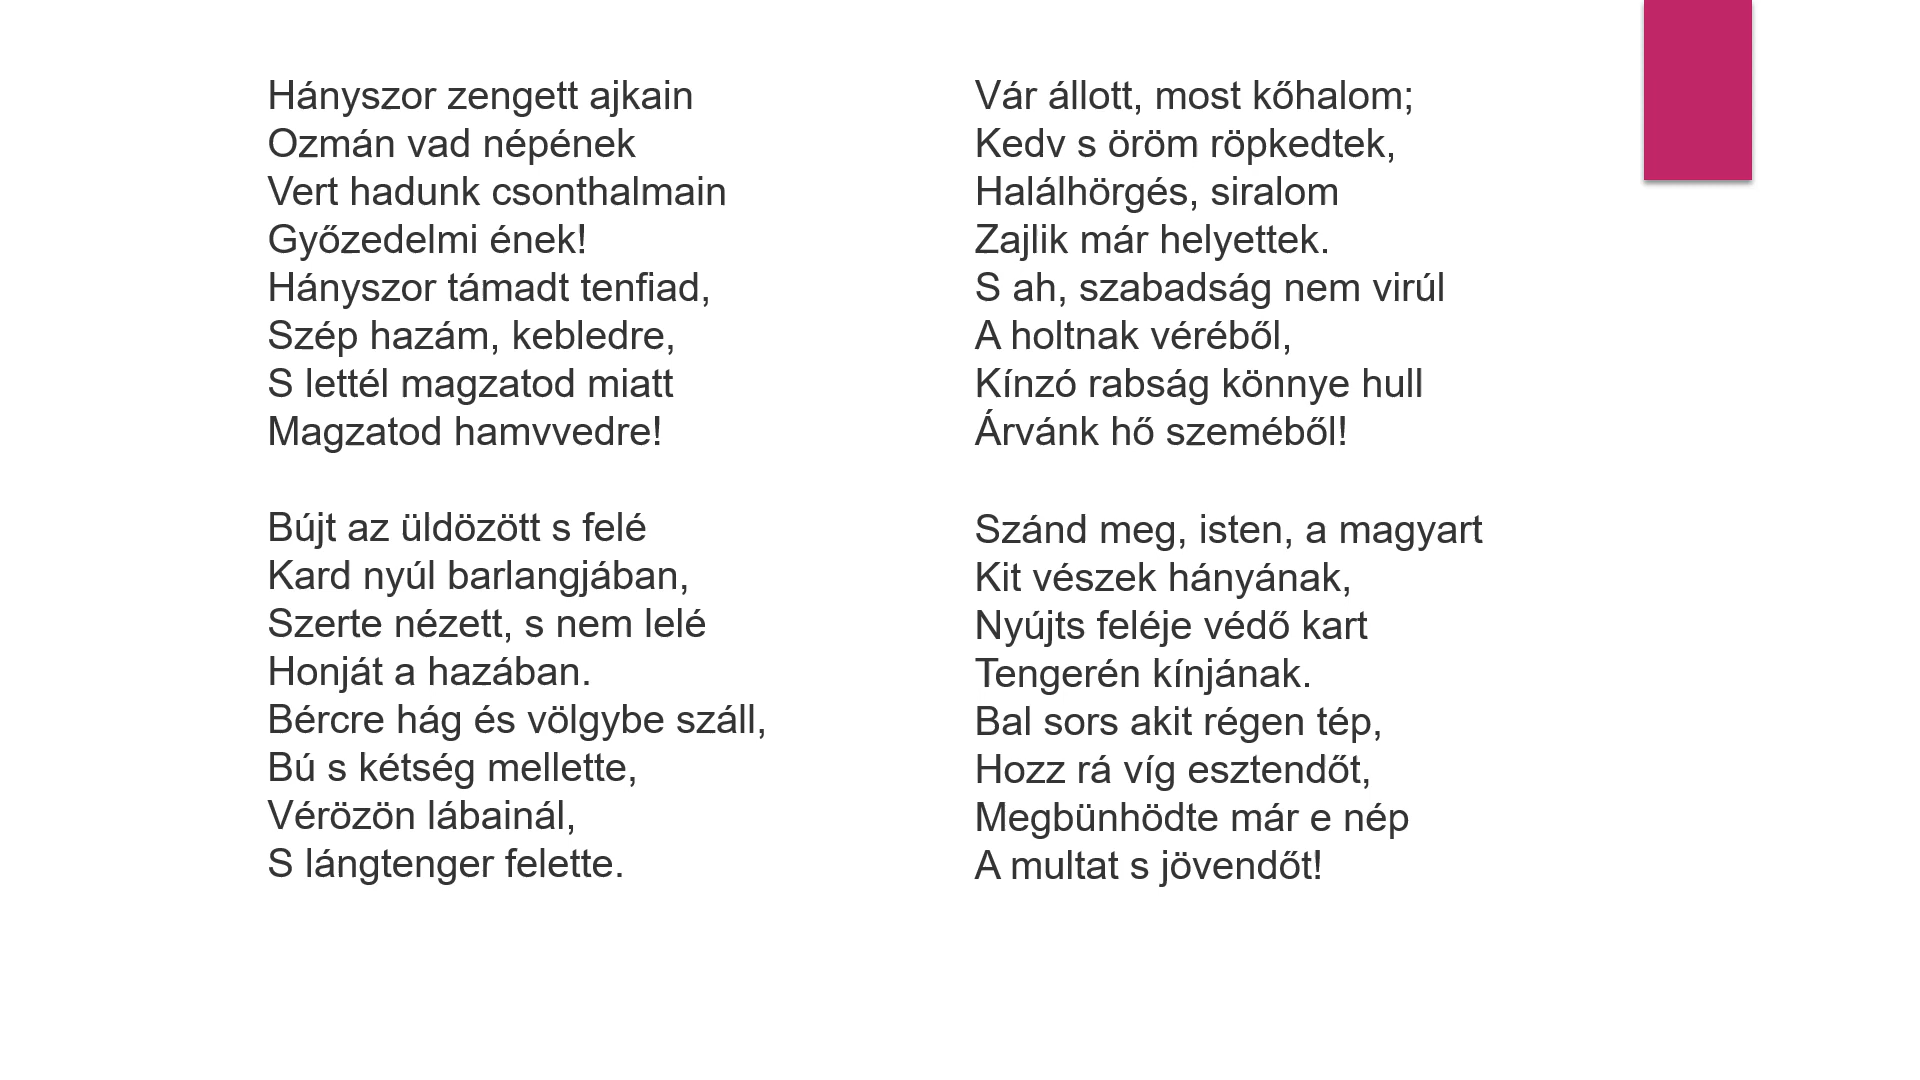 Hányszor zengett ajkain
Ozmán vad népének
Vert hadunk csonthalmain
Győzedelmi ének!
Hányszor támadt tenfiad,
Szép hazám, kebledre,
S lettél magzatod miatt
Magzatod hamvvedre!
Bújt az üldözött s felé
Kard nyúl barlangjában,
Szerte nézett, s nem lelé
Honját a hazában.
Bércre hág és völgybe száll,
Bú s kétség mellette,
Vérözön lábainál,
S lángtenger felette.
Vár állott, most kőhalom;
Kedv s öröm röpkedtek,
Halálhörgés, siralom
Zajlik már helyettek.
S ah, szabadság nem virúl
A holtnak véréből,
Kínzó rabság könnye hull
Árvánk hő szeméből!
Szánd meg, isten, a magyart
Kit vészek hányának,
Nyújts feléje védő kart
Tengerén kínjának.
Bal sors akit régen tép,
Hozz rá víg esztendőt,
Megbünhödte már e nép
A multat s jövendőt!